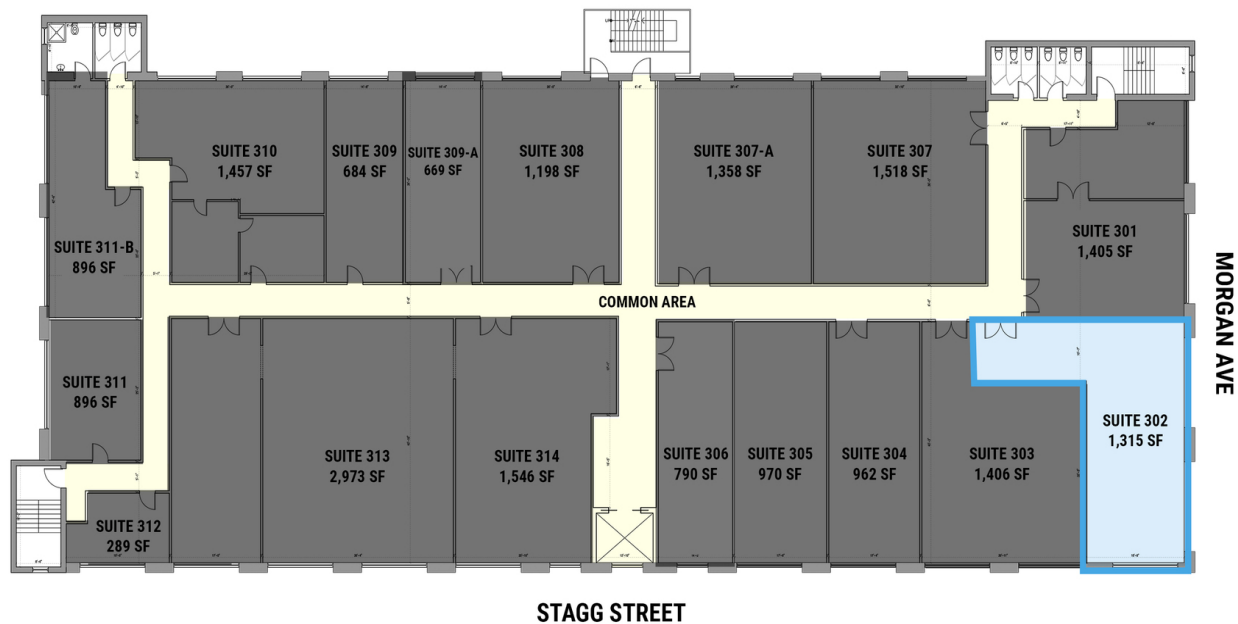 SUITE 310
1,457 SF
SUITE 309
684 SF
SUITE 309-A
669 SF
SUITE 308
1,198 SF
SUITE 307-A
1,358 SF
SUITE 307
1,518 SF
SUITE 301
1,405 SF
SUITE 311-B
896 SF
COMMON AREA
MORGAN AVE
SUITE 311
896 SF
SUITE 313
2,973 SF
SUITE 314
1,546 SF
SUITE 306
790 SF
SUITE 305
970 SF
SUITE 304
962 SF
SUITE 303
1,406 SF
SUITE 302
1,315 SF
SUITE 312
289 SF
STAGG STREET